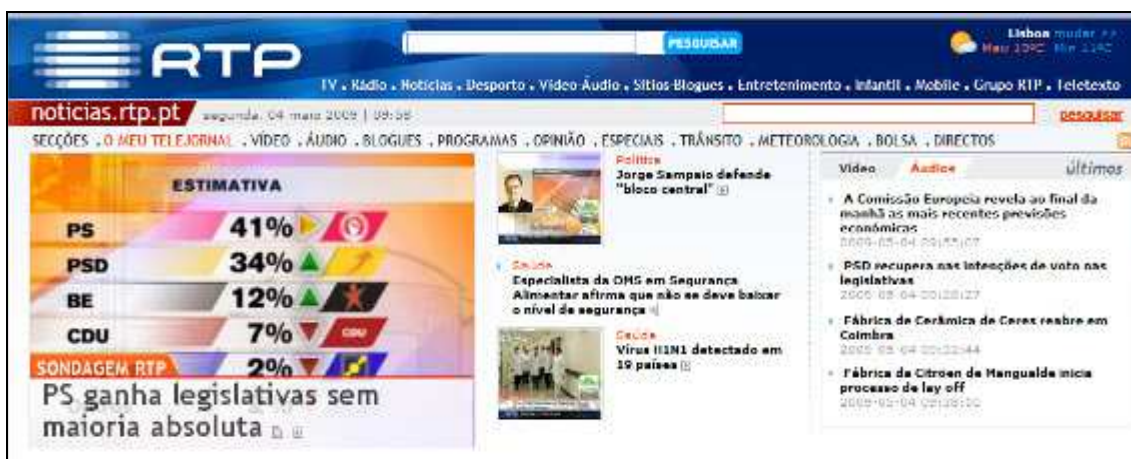 RTP
PESQUISAR
Lisboa mudar >>
TV . Rádio . Notícias . Desporto . Vídeo-Áudio . Sítios-Blogues . Entretenimento . Infantil . Mobile . Grupo RTP . Teletexto
noticias.rtp.pt
segunda, 04 maio 2009 | 09:58
pesquisar
SECÇÕES . O MEU TELEJORNAL . VÍDEO . ÁUDIO . BLOGUES . PROGRAMAS . OPINIÃO . ESPECIAIS . TRÂNSITO . METEOROLOGIA . BOLSA . DIRECTOS
ESTIMATIVA
PS 41%
PSD 34%
BE 12%
CDU 7% CDU
SONDAGEM RTP 2%
PS ganha legislativas sem
maioria absoluta
Política
Jorge Sampaio defende
"bloco central"
Saúde
Especialista da OMS em Segurança
Alimentar afirma que não se deve baixar
o nível de segurança
Saúde
Vírus H1N1 detectado em
19 países
Vídeo Áudio últimos
A Comissão Europeia revela ao final da
manhã as mais recentes previsões
económicas
PSD recupera nas intenções de voto nas
legislativas
Fábrica de Cerâmica de Ceres reabre em
Coimbra
Fábrica da Citroen de Mangualde inicia
processo de lay off